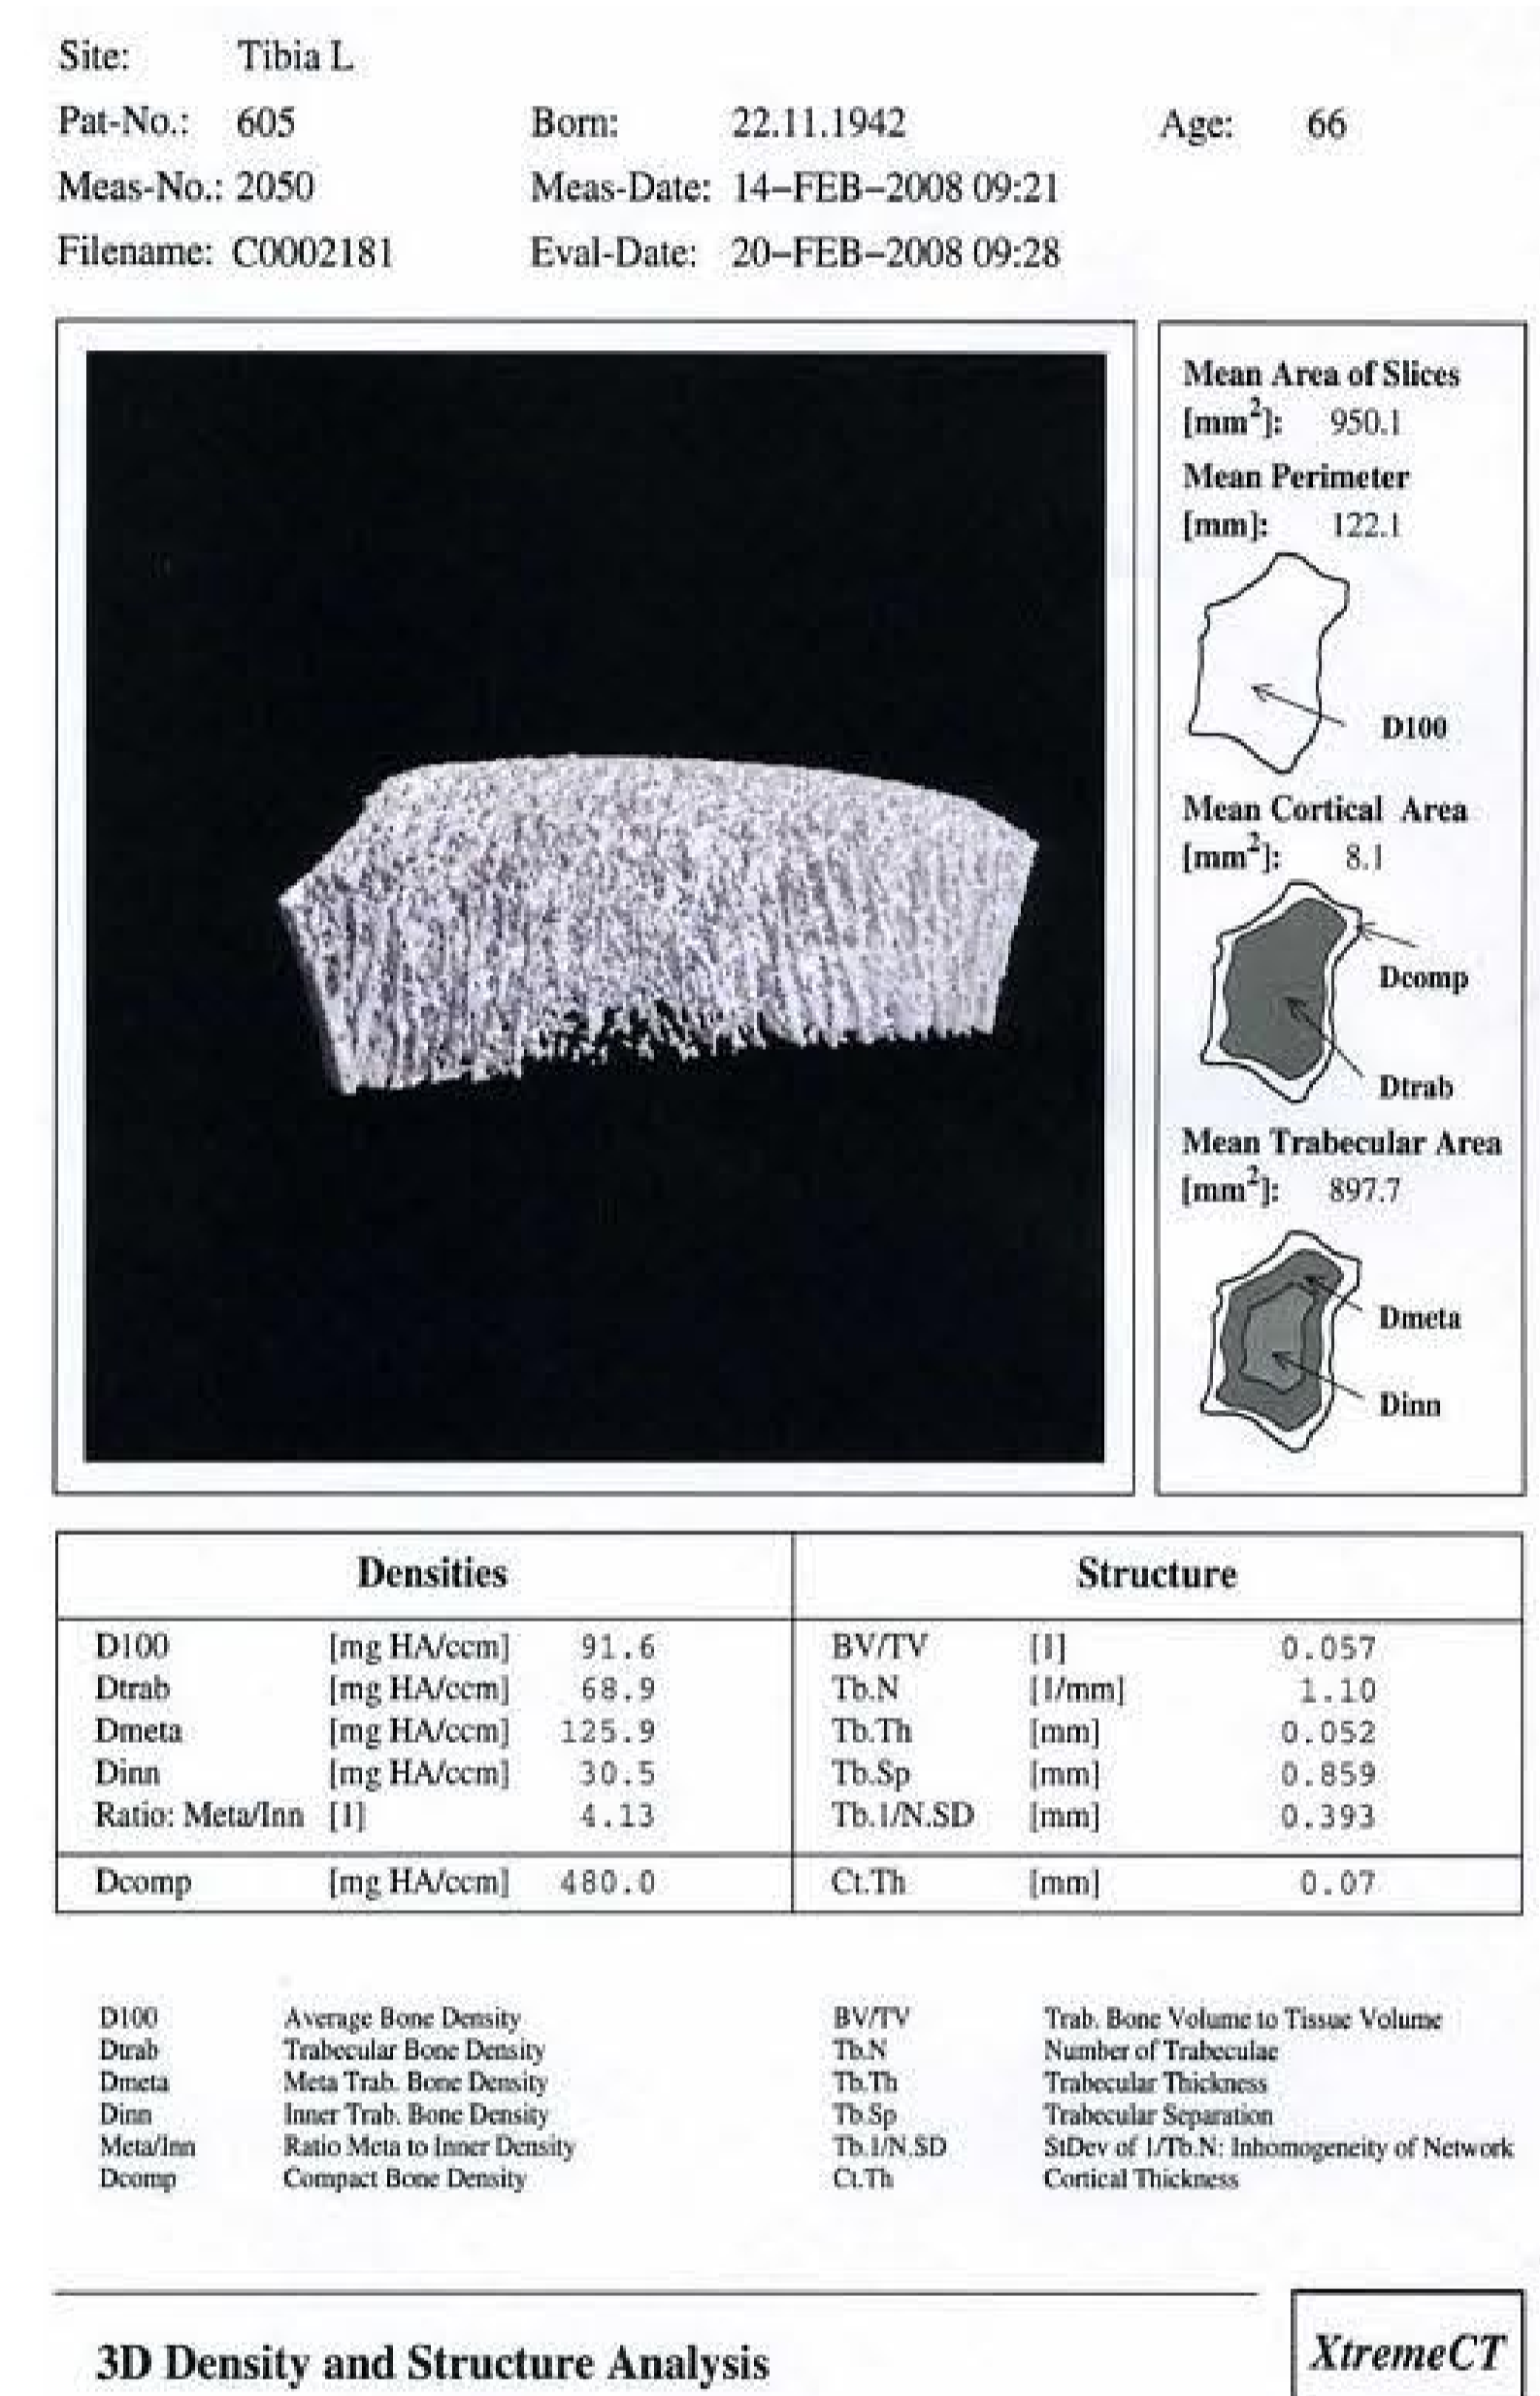 Site: Tibia L
Pat-No.: 605 Born: 22.11.1942 Age: 66
Meas-No.: 2050 Meas-Date: 14–FEB–2008 09:21
Filename: C0002181 Eval-Date: 20–FEB–2008 09:28
Mean Area of Slices
[mm²]: 950.1
Mean Perimeter
[mm]: 122.1
D100
Mean Cortical Area
[mm²]: 8.1
Dcomp
Dtrab
Mean Trabecular Area
[mm²]: 897.7
Dmeta
Dinn
Densities Structure
D100 [mg HA/ccm] 91.6 BV/TV [1] 0.057
Dtrab [mg HA/ccm] 68.9 Tb.N [1/mm] 1.10
Dmeta [mg HA/ccm] 125.9 Tb.Th [mm] 0.052
Dinn [mg HA/ccm] 30.5 Tb.Sp [mm] 0.859
Ratio: Meta/Inn [1] 4.13 Tb.1/N.SD [mm] 0.393
Dcomp [mg HA/ccm] 480.0 Ct.Th [mm] 0.07
D100 Average Bone Density BV/TV Trab. Bone Volume to Tissue Volume
Dtrab Trabecular Bone Density Tb.N Number of Trabeculae
Dmeta Meta Trab. Bone Density Tb.Th Trabecular Thickness
Dinn Inner Trab. Bone Density Tb.Sp Trabecular Separation
Meta/Inn Ratio Meta to Inner Density Tb.1/N.SD StDev of 1/Tb.N: Inhomogeneity of Network
Dcomp Compact Bone Density Ct.Th Cortical Thickness
3D Density and Structure Analysis XtremeCT